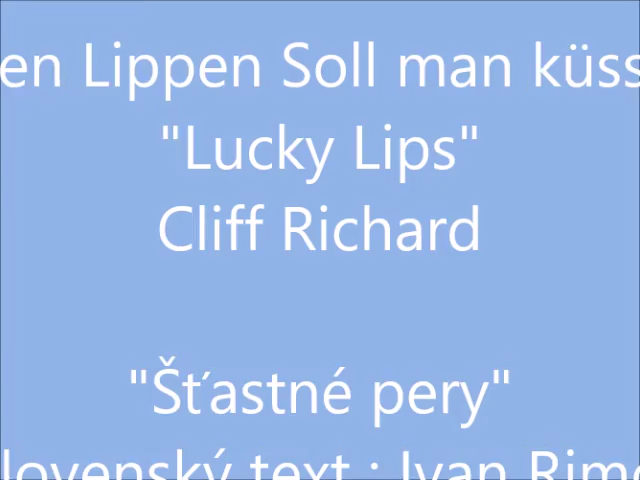 en Lippen Soll man küss
"Lucky Lips"
Cliff Richard
"Šťastné pery"
lovenský text : Ivan Rim